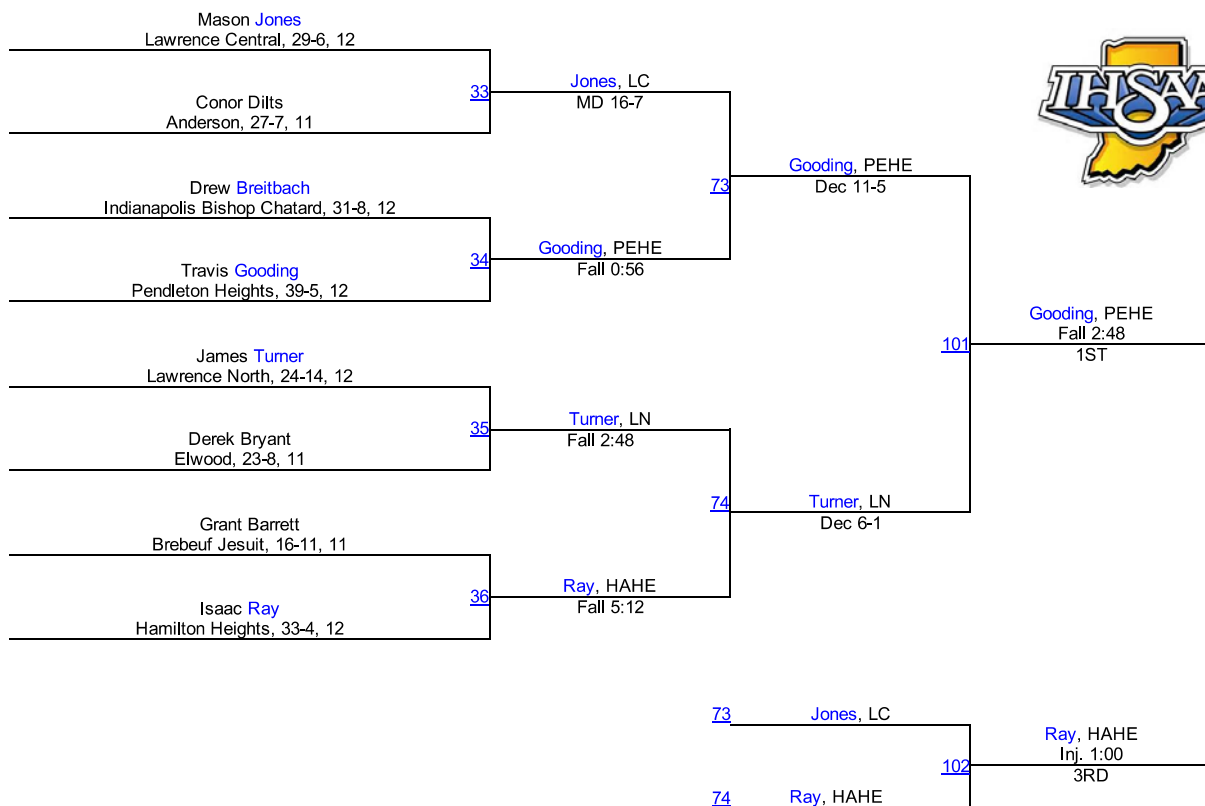 Mason Jones
Lawrence Central, 29-6, 12
33
Jones, LC
MD 16-7
Conor Dilts
Anderson, 27-7, 11
IHSAA
73
Gooding, PEHE
Dec 11-5
Drew Breitbach
Indianapolis Bishop Chatard, 31-8, 12
34
Gooding, PEHE
Fall 0:56
Travis Gooding
Pendleton Heights, 39-5, 12
101
Gooding, PEHE
Fall 2:48
1ST
James Turner
Lawrence North, 24-14, 12
35
Turner, LN
Fall 2:48
Derek Bryant
Elwood, 23-8, 11
74
Turner, LN
Dec 6-1
Grant Barrett
Brebeuf Jesuit, 16-11, 11
36
Ray, HAHE
Fall 5:12
Isaac Ray
Hamilton Heights, 33-4, 12
73
Jones, LC
102
Ray, HAHE
Inj. 1:00
3RD
74
Ray, HAHE